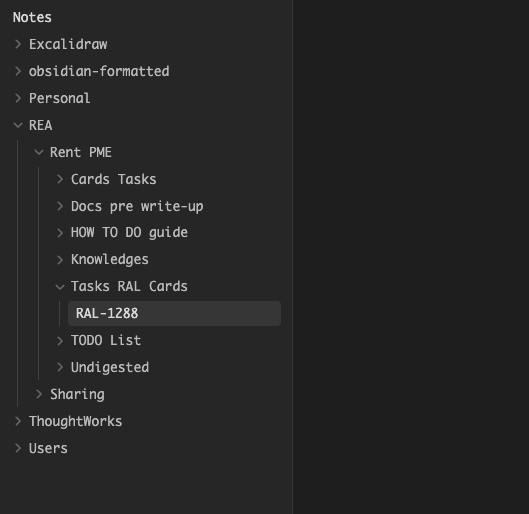 Notes
Excalidraw
obsidian-formatted
Personal
REA
Rent PME
Cards Tasks
Docs pre write-up
HOW TO DO guide
Knowledges
Tasks RAL Cards
RAL-1288
TODO List
Undigested
Sharing
ThoughtWorks
Users